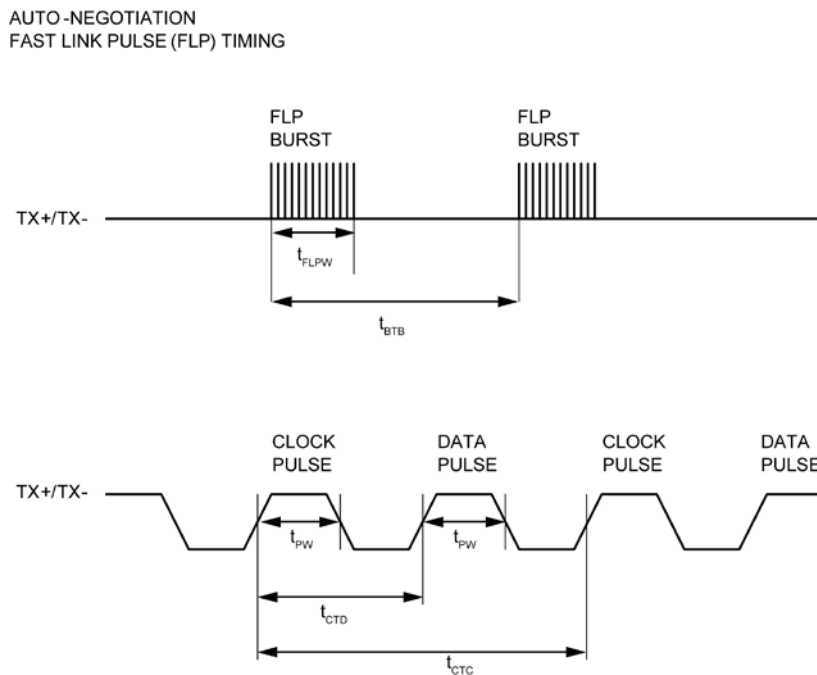 AUTO-NEGOTIATION
FAST LINK PULSE (FLP) TIMING
FLP
BURST
FLP
BURST
TX+/TX-
tFLPW
tBTB
CLOCK
PULSE
DATA
PULSE
CLOCK
PULSE
DATA
PULSE
TX+/TX-
tPW
tPW
tCTD
tCTC